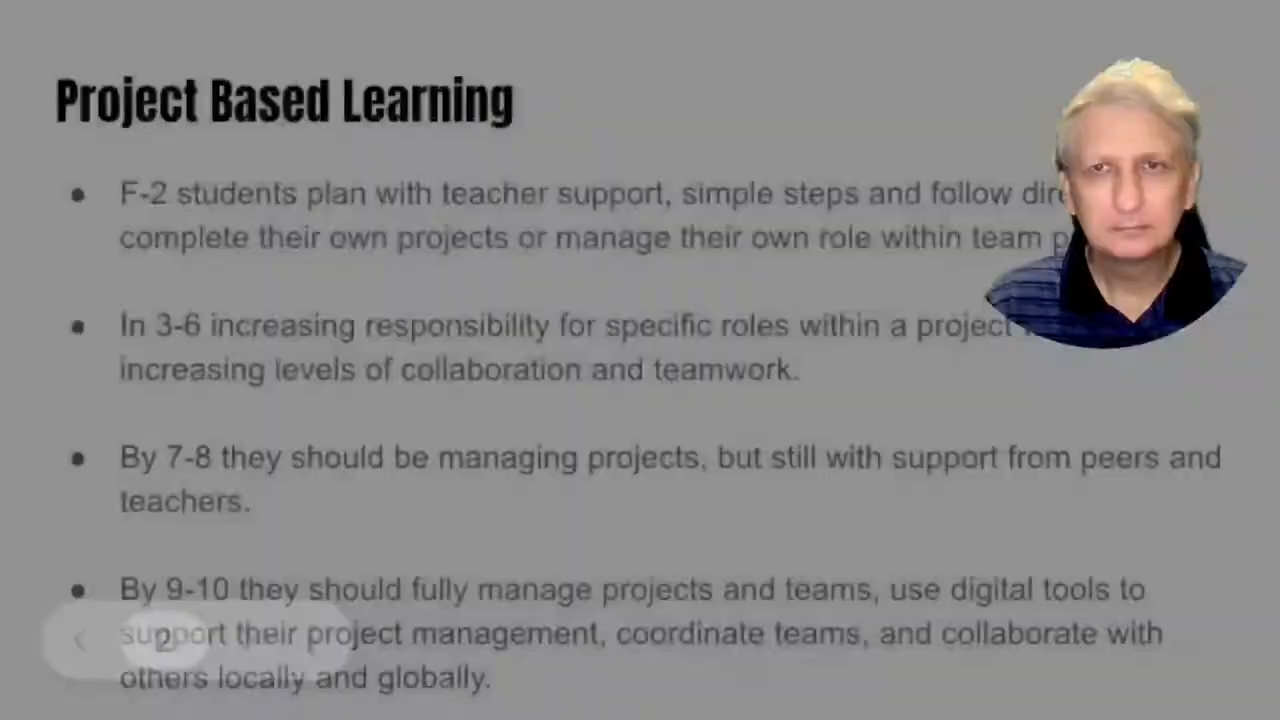 Project Based Learning
● F-2 students plan with teacher support, simple steps and follow
complete their own projects or manage their own role within team
● In 3-6 increasing responsibility for specific roles within a project
increasing levels of collaboration and teamwork.
● By 7-8 they should be managing projects, but still with support from peers and
teachers.
● By 9-10 they should fully manage projects and teams, use digital tools to
support their project management, coordinate teams, and collaborate with
others locally and globally.
2